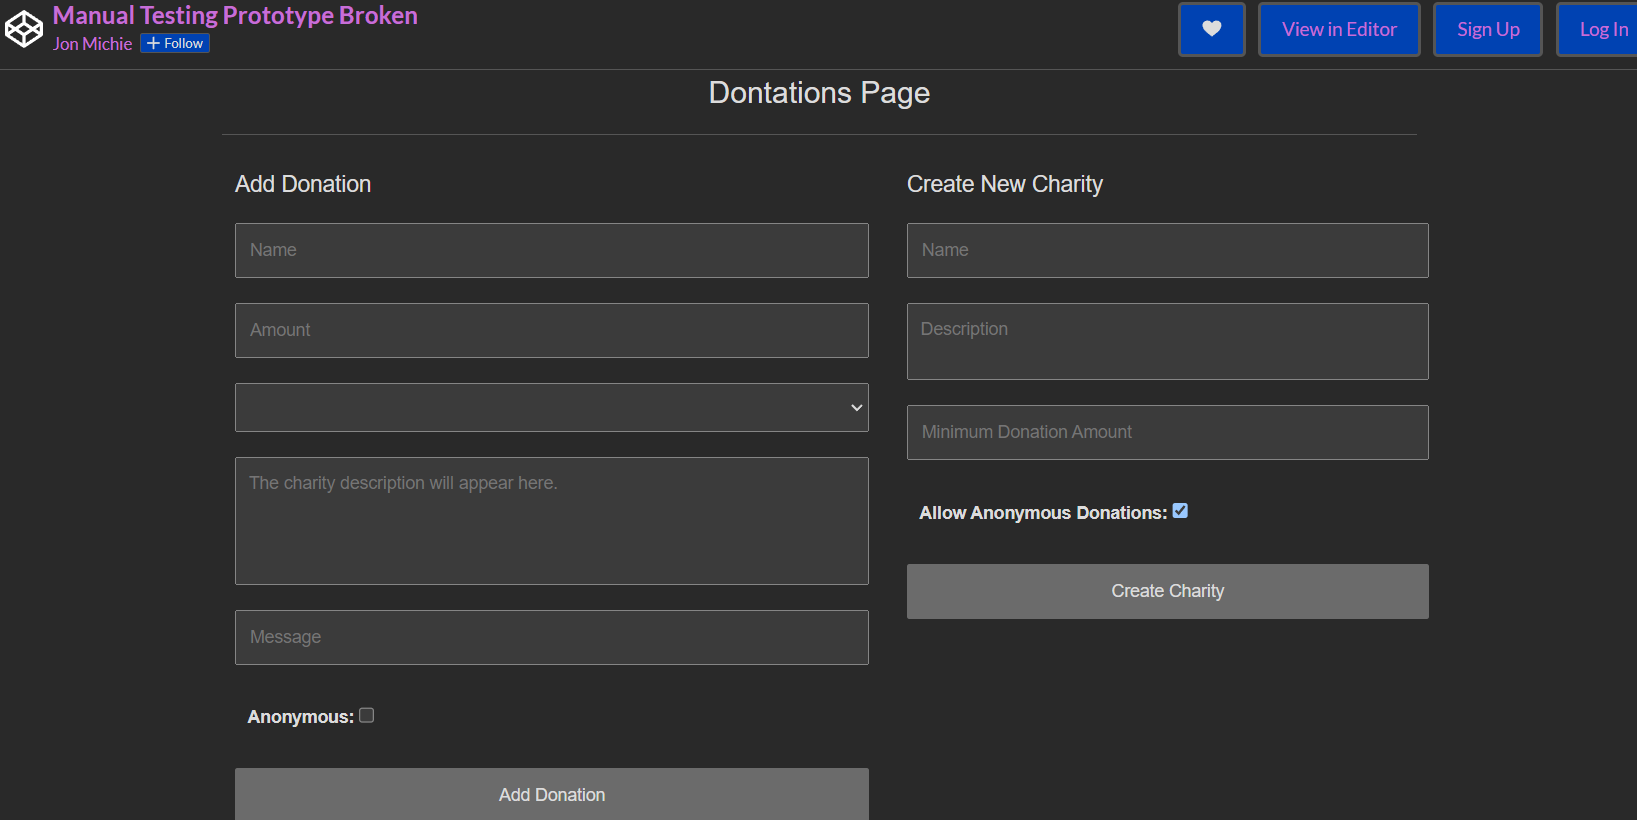 Manual Testing Prototype Broken
Jon Michie + Follow
View in Editor
Sign Up
Log In
Dontations Page
Add Donation
Name
Amount
The charity description will appear here.
Message
Anonymous:
Add Donation
Create New Charity
Name
Description
Minimum Donation Amount
Allow Anonymous Donations:
Create Charity